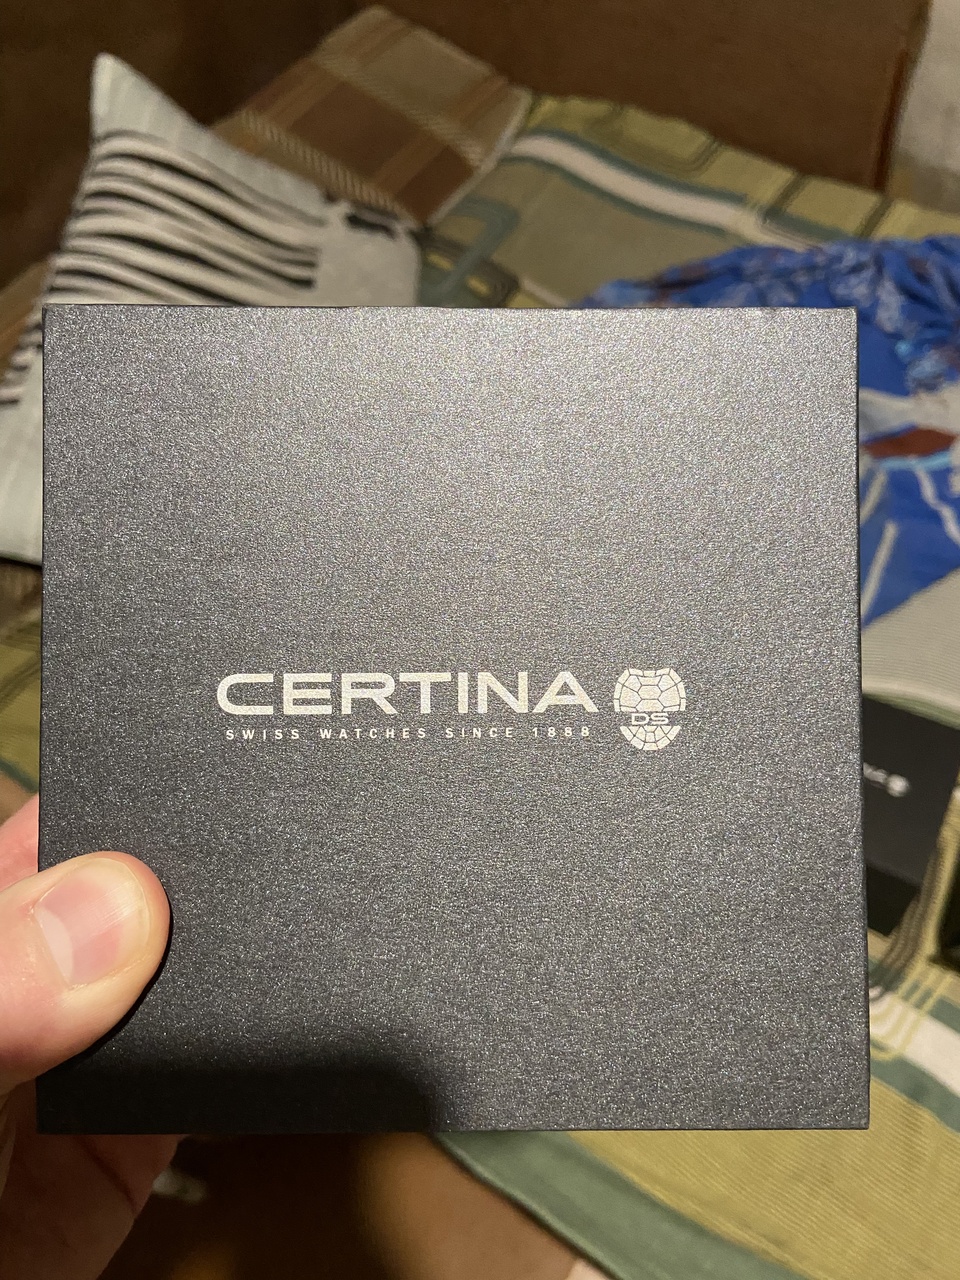 CERTINA
SWISS WATCHES SINCE 1888
DS